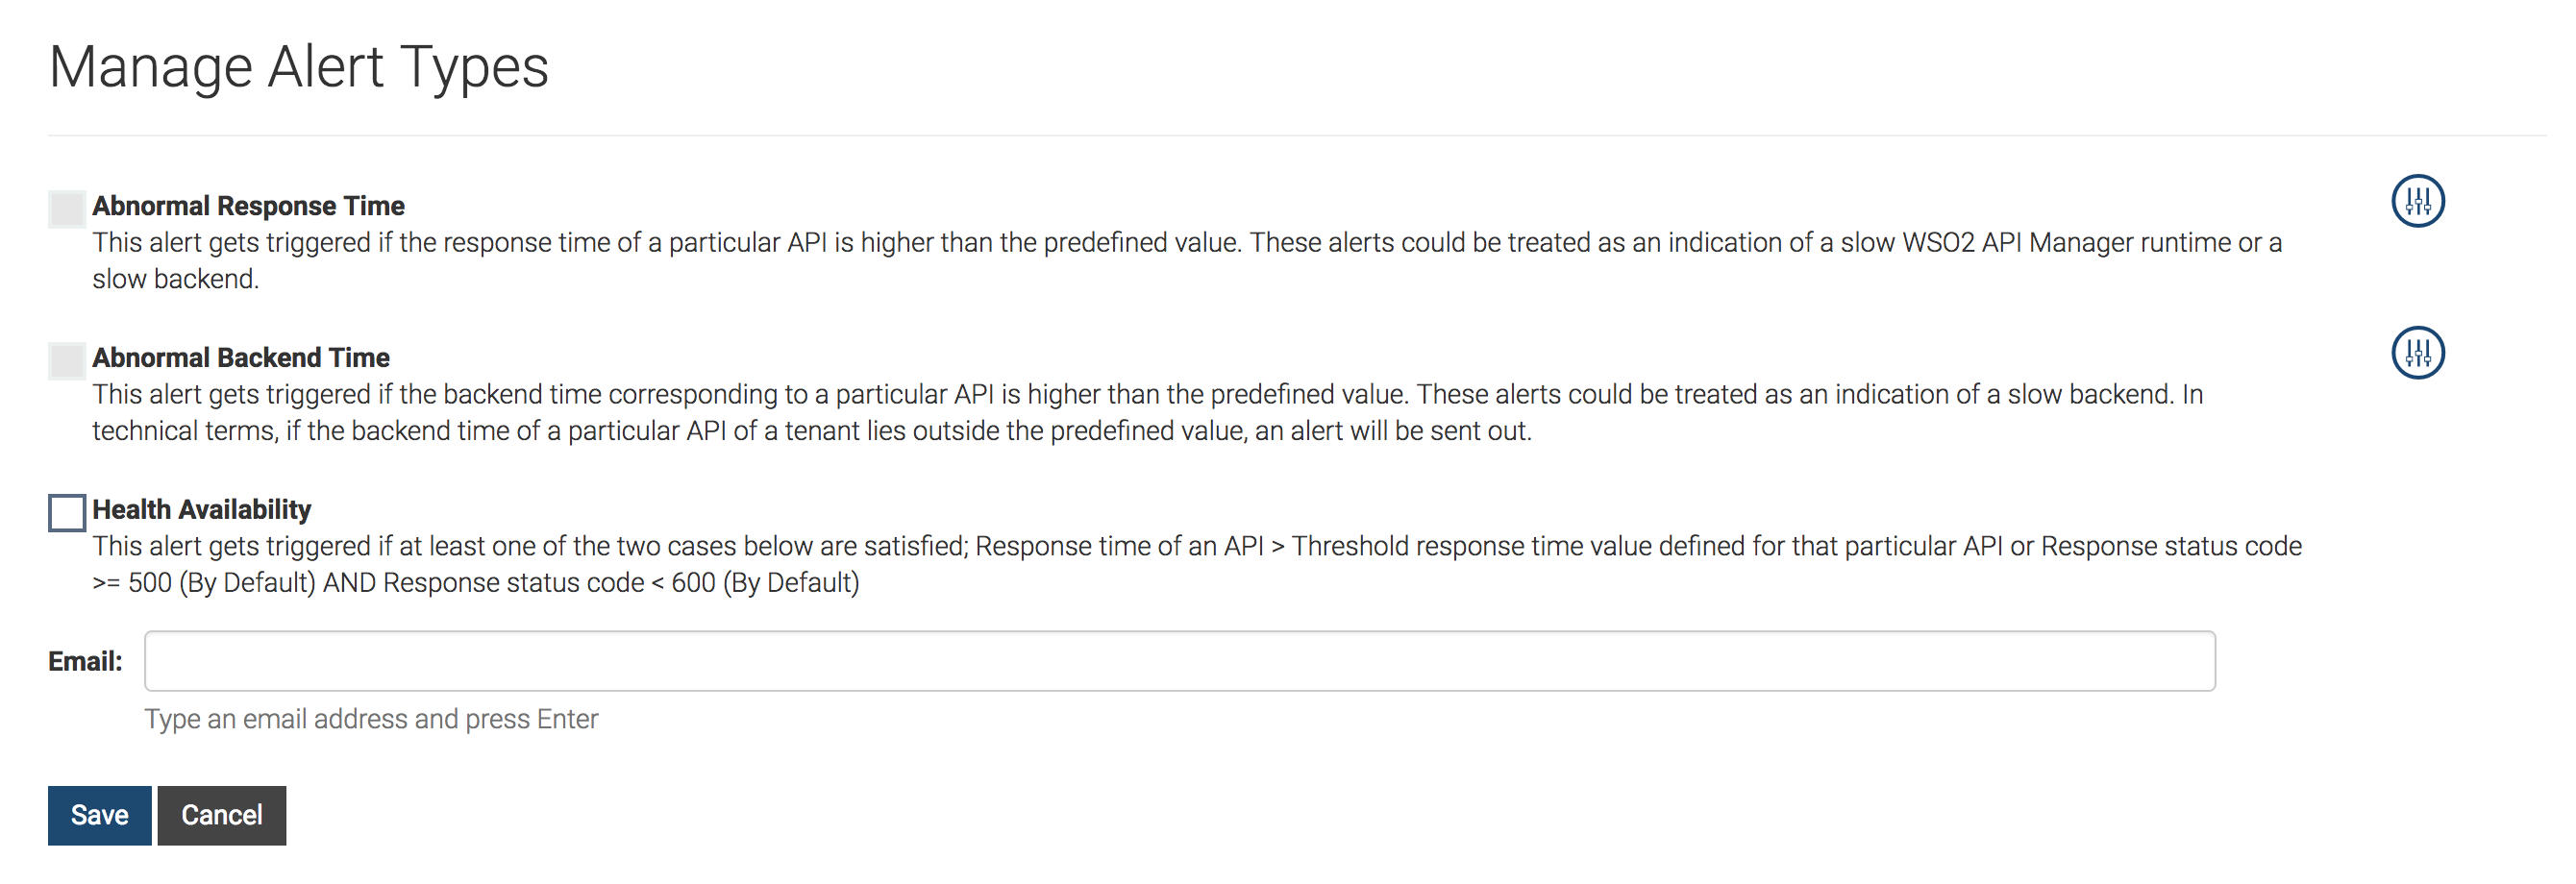 Manage Alert Types
Abnormal Response Time
This alert gets triggered if the response time of a particular API is higher than the predefined value. These alerts could be treated as an indication of a slow WSO2 API Manager runtime or a
slow backend.
Abnormal Backend Time
This alert gets triggered if the backend time corresponding to a particular API is higher than the predefined value. These alerts could be treated as an indication of a slow backend. In
technical terms, if the backend time of a particular API of a tenant lies outside the predefined value, an alert will be sent out.
Health Availability
This alert gets triggered if at least one of the two cases below are satisfied; Response time of an API > Threshold response time value defined for that particular API or Response status code
>= 500 (By Default) AND Response status code < 600 (By Default)
Email:
Type an email address and press Enter
Save Cancel